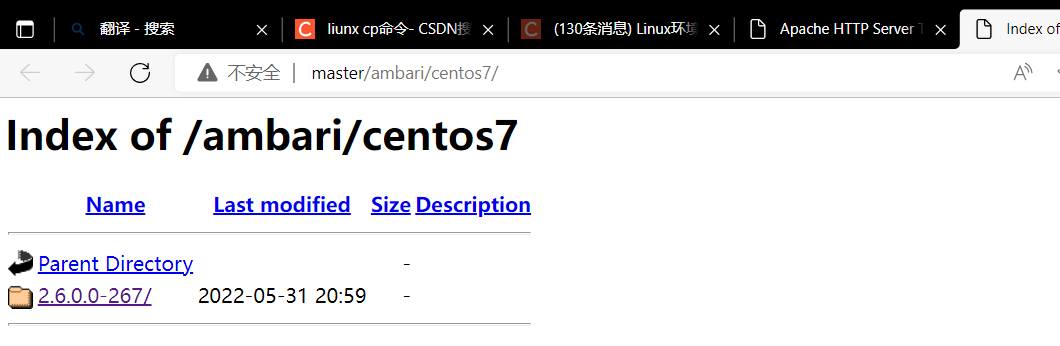 翻译 - 搜索
liunx cp命令- CSDN搜
(130条消息) Linux环境
Apache HTTP Server T
Index of
不安全 master/ambari/centos7/
Index of /ambari/centos7
Name Last modified Size Description
Parent Directory -
2.6.0.0-267/ 2022-05-31 20:59 -